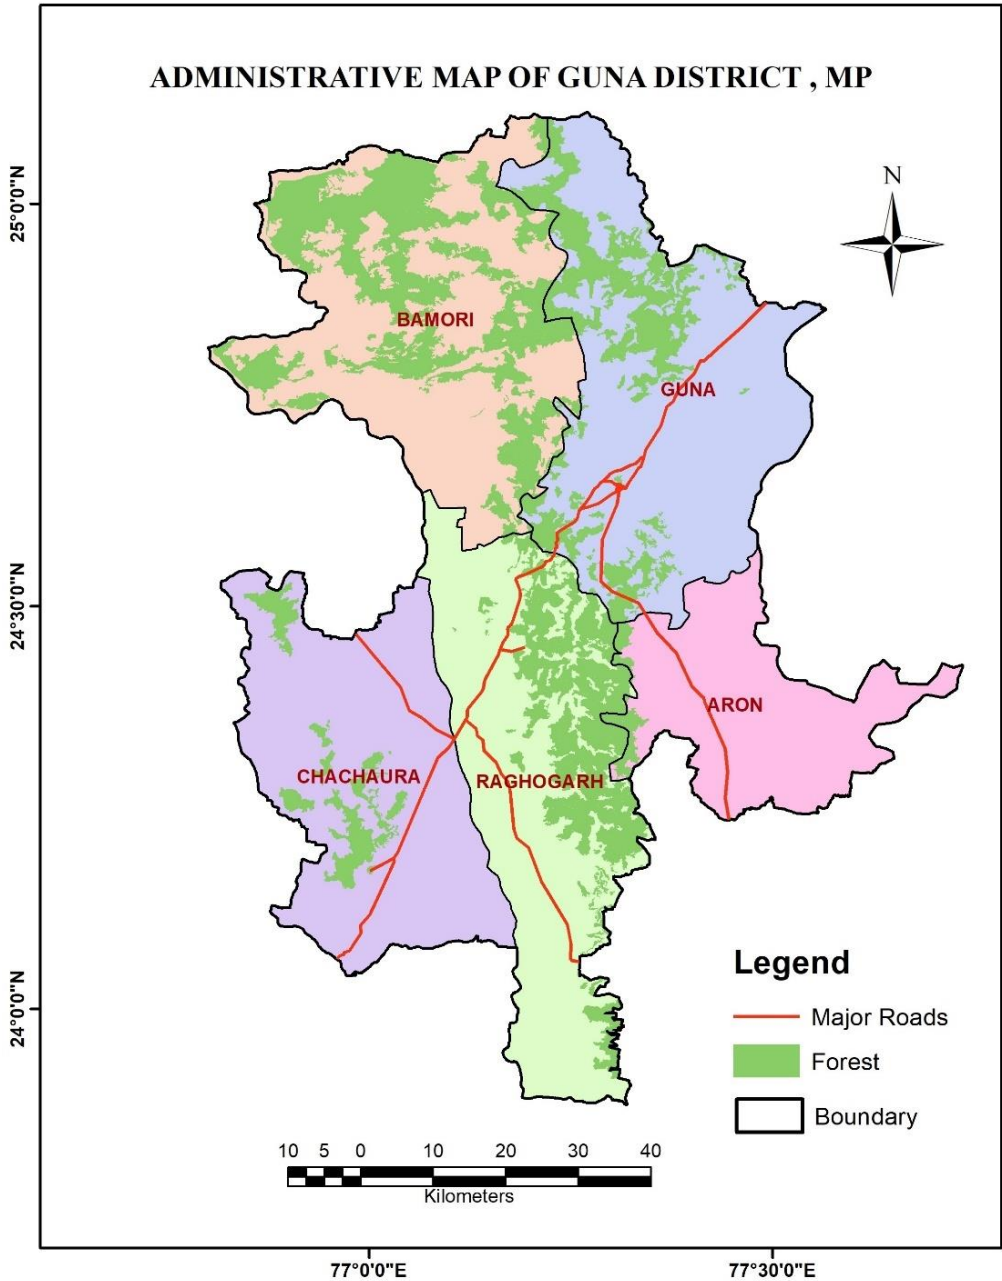 ADMINISTRATIVE MAP OF GUNA DISTRICT , MP
25°0'0"N
N
BAMORI
GUNA
24°30'0"N
ARON
CHACHAURA
RAGHOGARH
Legend
24°0'0"N
Major Roads
Forest
Boundary
10 5 0 10 20 30 40
Kilometers
77°0'0"E
77°30'0"E